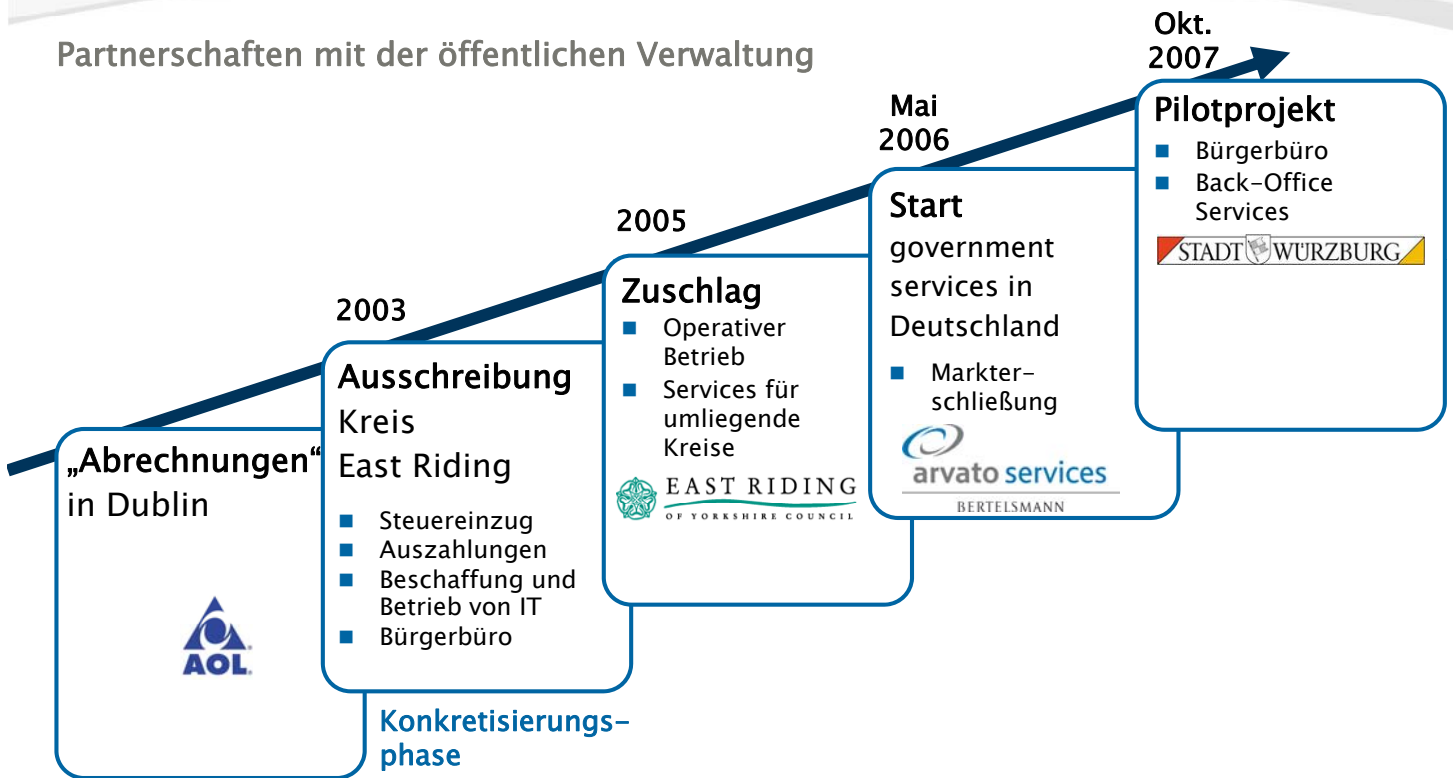 Partnerschaften mit der öffentlichen Verwaltung
„Abrechnungen“
in Dublin
AOL
2003
Ausschreibung
Kreis
East Riding
Steuereinzug
Auszahlungen
Beschaffung und
Betrieb von IT
Bürgerbüro
Konkretisierungs-
phase
2005
Zuschlag
Operativer
Betrieb
Services für
umliegende
Kreise
EAST RIDING
OF YORKSHIRE COUNCIL
Mai
2006
Start
government
services in
Deutschland
Markter-
schließung
arvato services
BERTELSMANN
Okt.
2007
Pilotprojekt
Bürgerbüro
Back-Office
Services
STADT WÜRZBURG